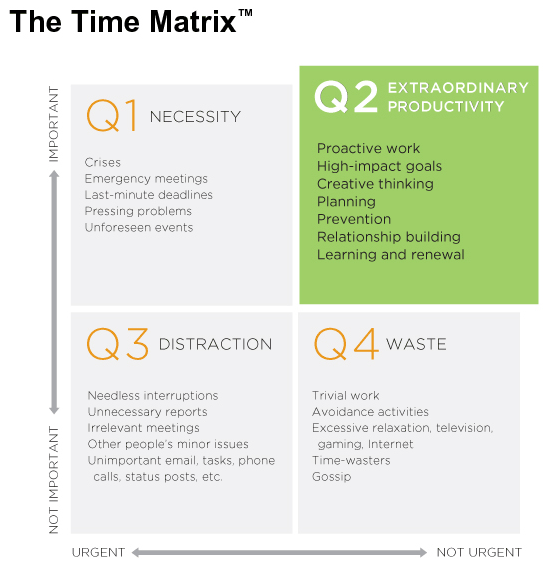 The Time Matrix™
IMPORTANT
NOT IMPORTANT
Q1 NECESSITY
Crises
Emergency meetings
Last-minute deadlines
Pressing problems
Unforeseen events
Q2 EXTRAORDINARY
PRODUCTIVITY
Proactive work
High-impact goals
Creative thinking
Planning
Prevention
Relationship building
Learning and renewal
Q3 DISTRACTION
Needless interruptions
Unnecessary reports
Irrelevant meetings
Other people's minor issues
Unimportant email, tasks, phone
calls, status posts, etc.
Q4 WASTE
Trivial work
Avoidance activities
Excessive relaxation, television,
gaming, Internet
Time-wasters
Gossip
URGENT
NOT URGENT